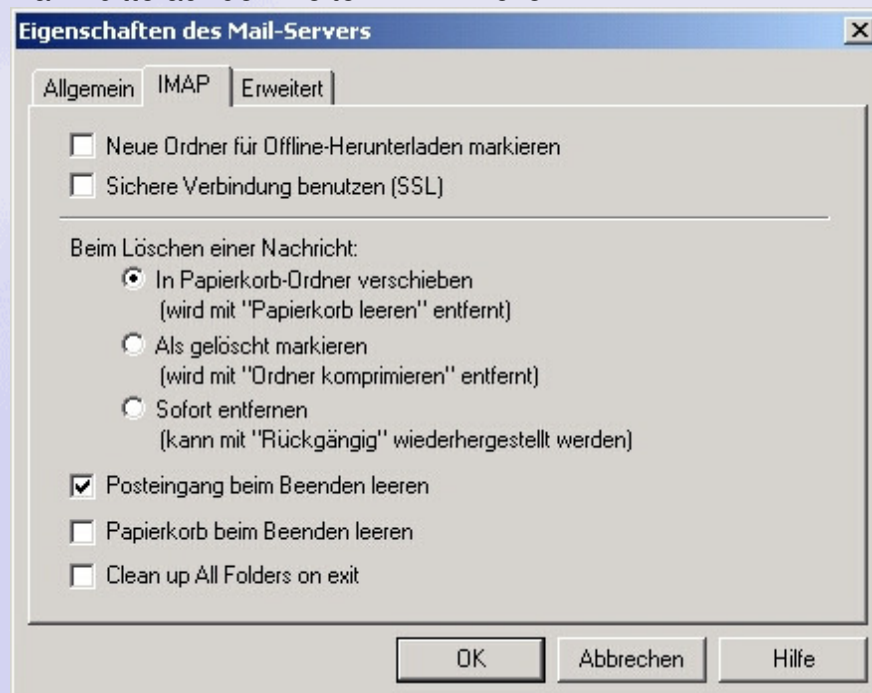 Eigenschaften des Mail-Servers
Allgemein IMAP Erweitert
Neue Ordner für Offline-Herunterladen markieren
Sichere Verbindung benutzen (SSL)
Beim Löschen einer Nachricht:
In Papierkorb-Ordner verschieben
(wird mit "Papierkorb leeren" entfernt)
Als gelöscht markieren
(wird mit "Ordner komprimieren" entfernt)
Sofort entfernen
(kann mit "Rückgängig" wiederhergestellt werden)
Posteingang beim Beenden leeren
Papierkorb beim Beenden leeren
Clean up All Folders on exit
OK Abbrechen Hilfe